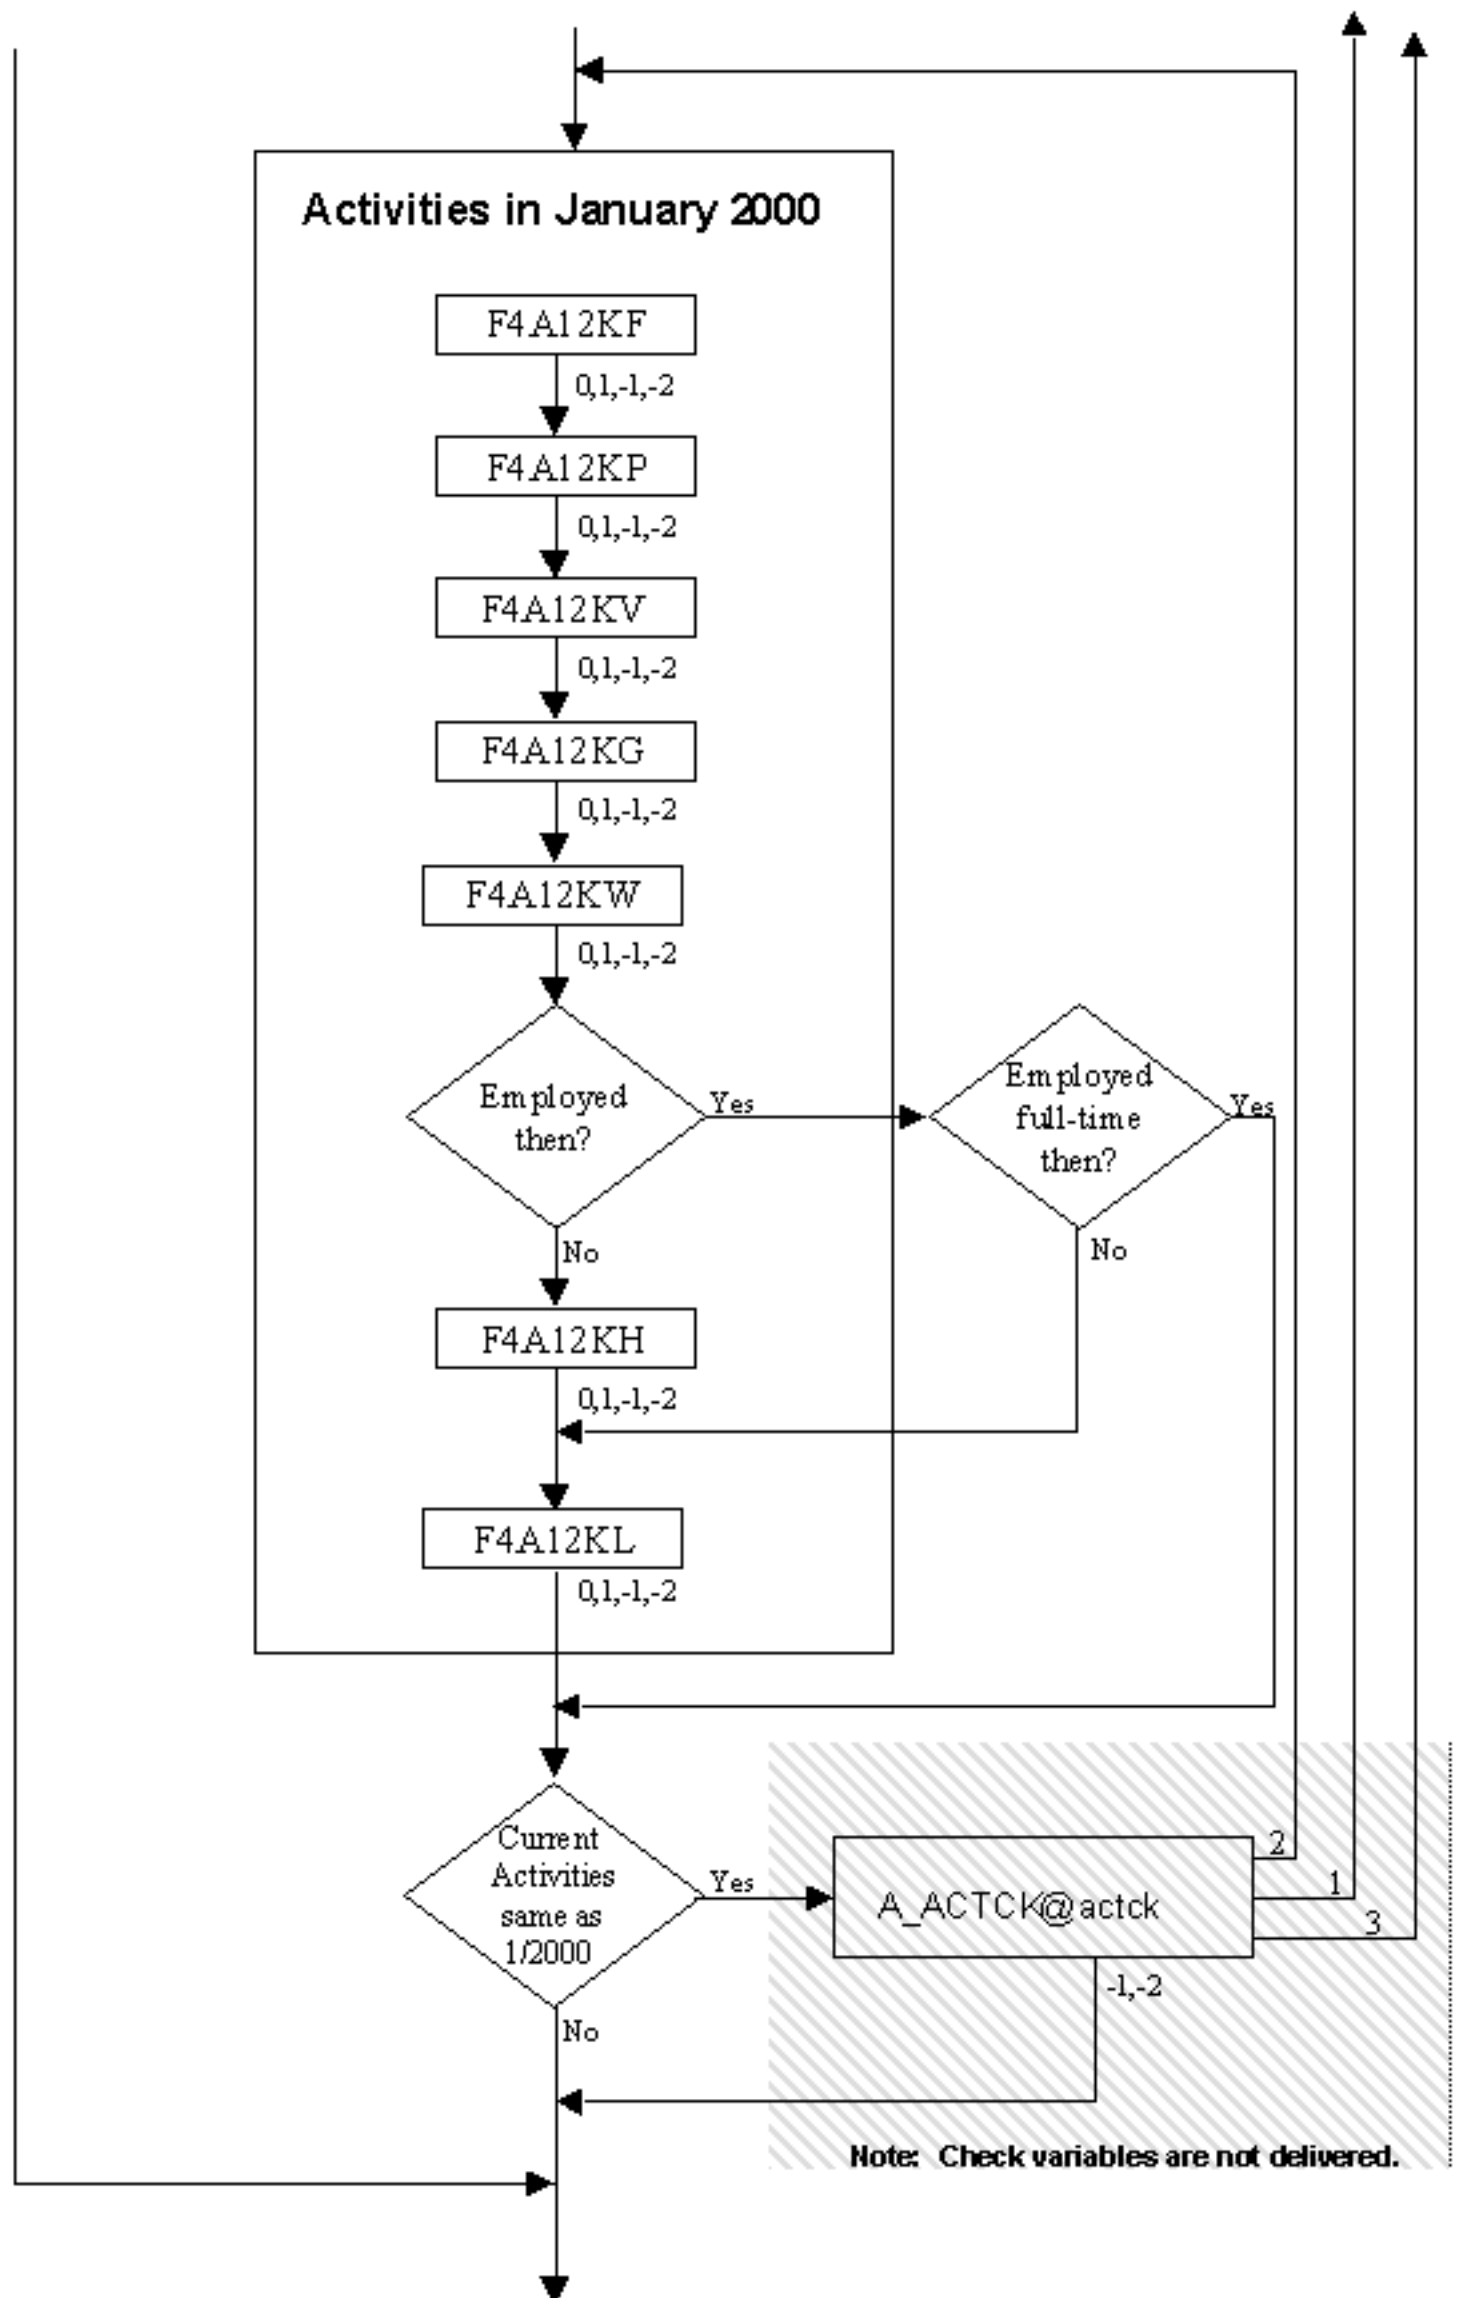 Activities in January 2000
F4A12KF
0,1,-1,-2
F4A12KP
0,1,-1,-2
F4A12KV
0,1,-1,-2
F4A12KG
0,1,-1,-2
F4A12KW
0,1,-1,-2
Employed
then?
Yes
Employed
full-time
then?
Yes
No
No
F4A12KH
0,1,-1,-2
F4A12KL
0,1,-1,-2
Current
Activities
same as
1/2000
Yes
A_ACTCK@actck
2
1
3
-1,-2
No
Note: Check variables are not delivered.